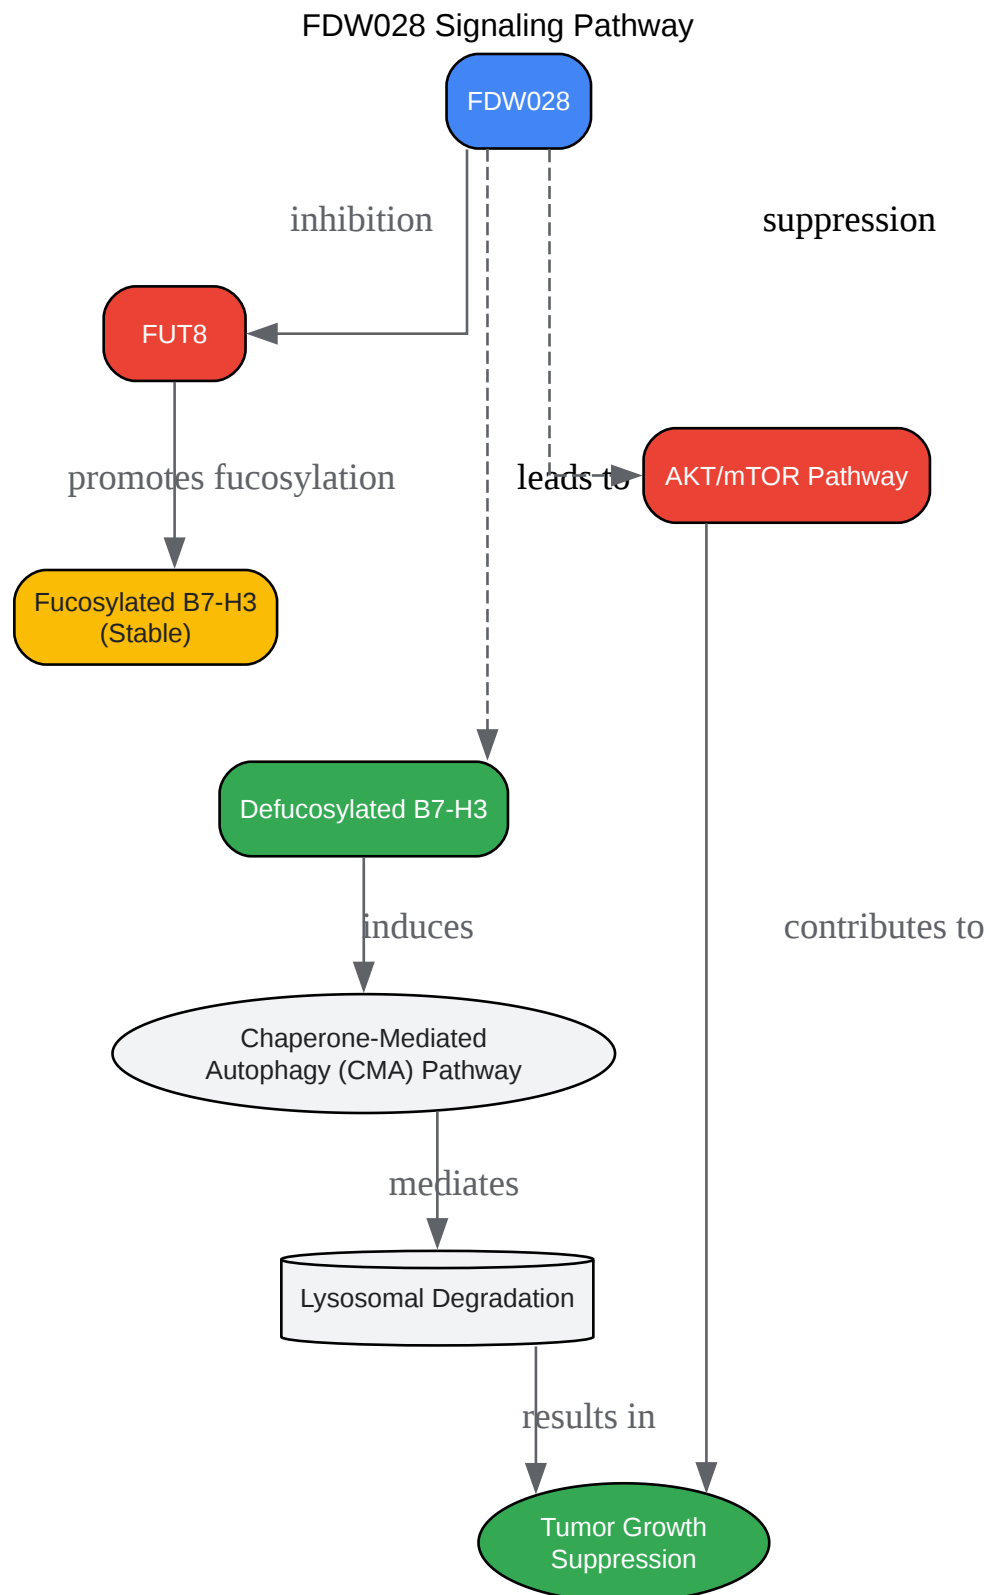 FDW028 Signaling Pathway
FDW028
inhibition
suppression
FUT8
promotes fucosylation
leads to
AKT/mTOR Pathway
Fucosylated B7-H3
(Stable)
Defucosylated B7-H3
induces
contributes to
Chaperone-Mediated
Autophagy (CMA) Pathway
mediates
Lysosomal Degradation
results in
Tumor Growth
Suppression